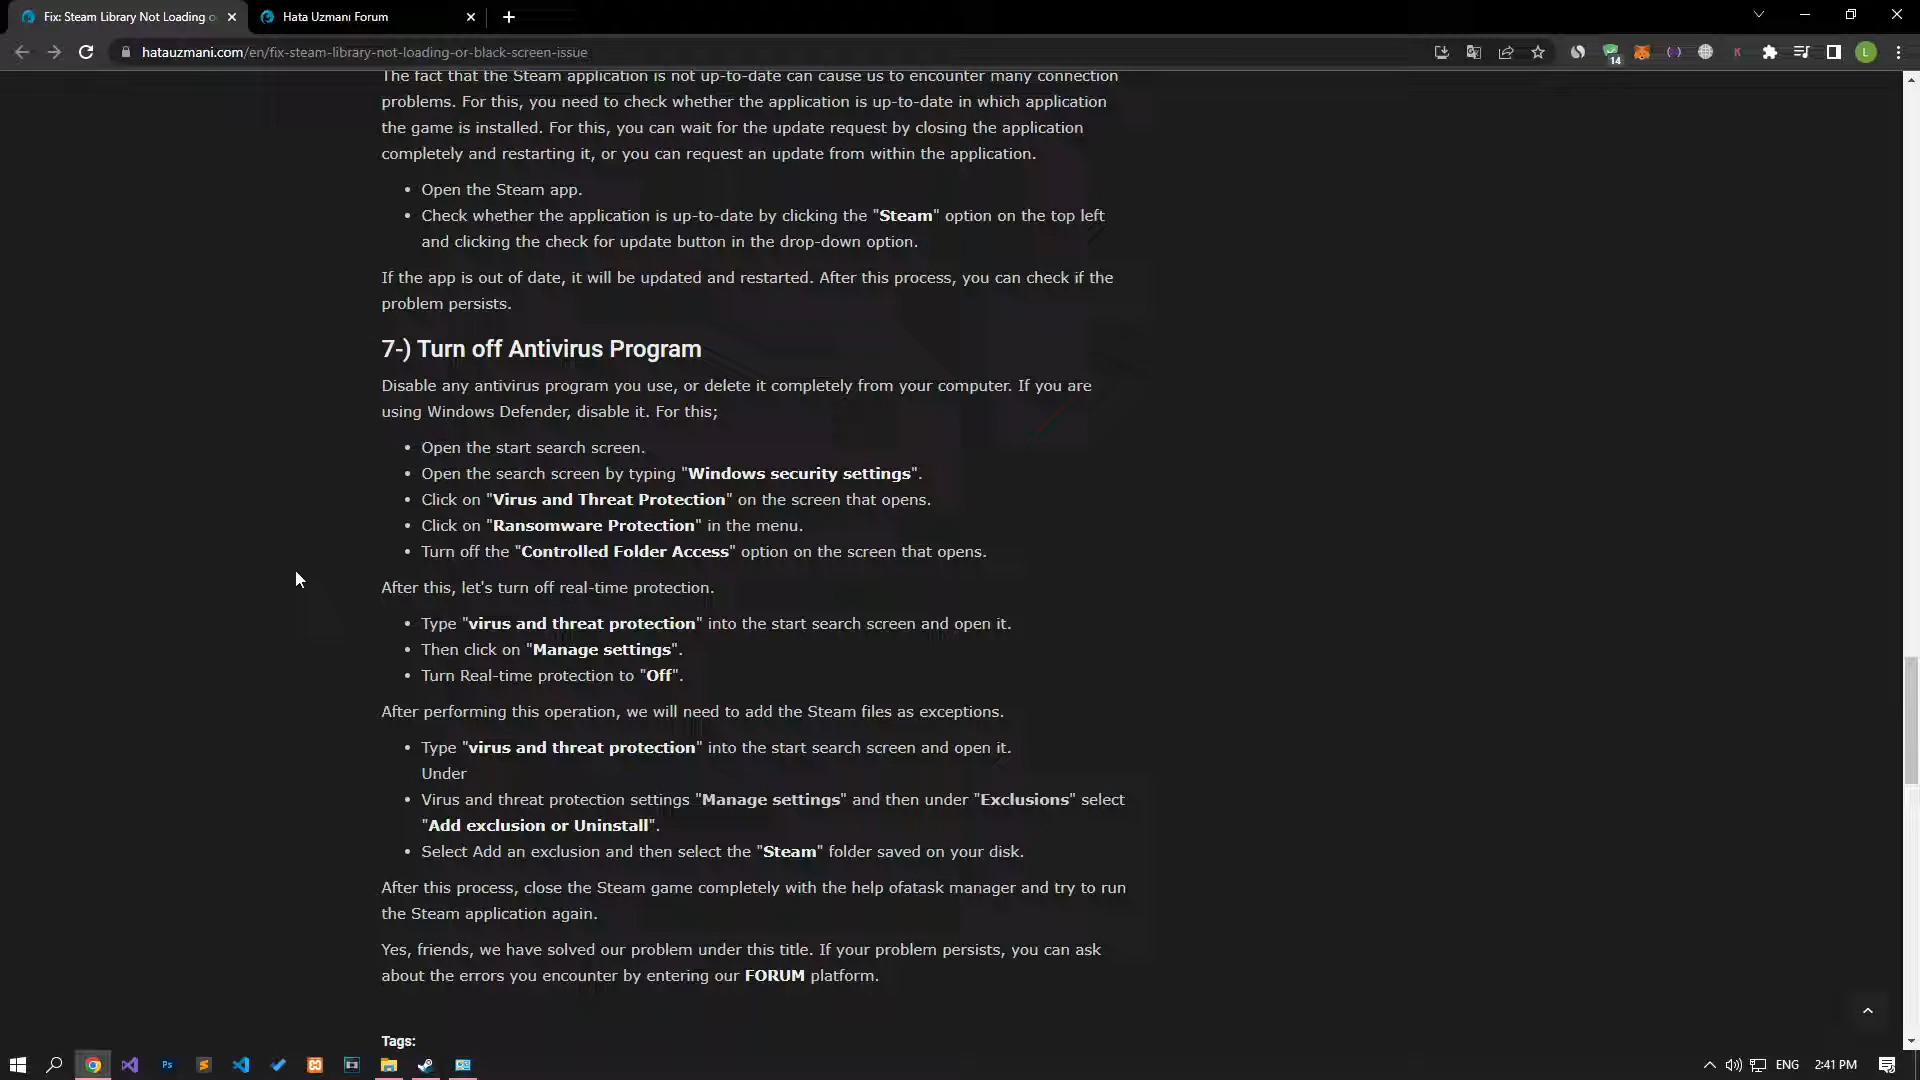 Fix: Steam Library Not Loading o
Hata Uzmanı Forum
hatauzmani.com/en/fix-steam-library-not-loading-or-black-screen-issue
14
K
L
The fact that the Steam application is not up-to-date can cause us to encounter many connection
problems. For this, you need to check whether the application is up-to-date in which application
the game is installed. For this, you can wait for the update request by closing the application
completely and restarting it, or you can request an update from within the application.
• Open the Steam app.
• Check whether the application is up-to-date by clicking the "Steam" option on the top left
and clicking the check for update button in the drop-down option.
If the app is out of date, it will be updated and restarted. After this process, you can check if the
problem persists.
7-) Turn off Antivirus Program
Disable any antivirus program you use, or delete it completely from your computer. If you are
using Windows Defender, disable it. For this;
• Open the start search screen.
• Open the search screen by typing "Windows security settings".
• Click on "Virus and Threat Protection" on the screen that opens.
• Click on "Ransomware Protection" in the menu.
• Turn off the "Controlled Folder Access" option on the screen that opens.
After this, let's turn off real-time protection.
• Type "virus and threat protection" into the start search screen and open it.
• Then click on "Manage settings".
• Turn Real-time protection to "Off".
After performing this operation, we will need to add the Steam files as exceptions.
• Type "virus and threat protection" into the start search screen and open it.
Under
• Virus and threat protection settings "Manage settings" and then under "Exclusions" select
"Add exclusion or Uninstall".
• Select Add an exclusion and then select the "Steam" folder saved on your disk.
After this process, close the Steam game completely with the help ofatask manager and try to run
the Steam application again.
Yes, friends, we have solved our problem under this title. If your problem persists, you can ask
about the errors you encounter by entering our FORUM platform.
Tags:
Ps
ENG
2:41 PM